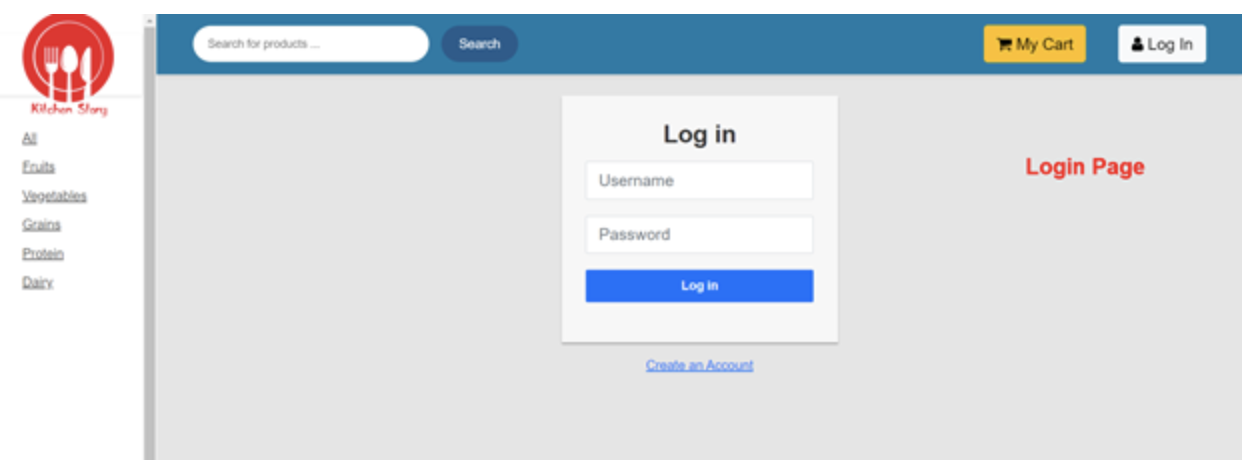 Kitchen Story
All
Fruits
Vegetables
Grains
Protein
Dairy
Search for products ...
Search
My Cart
Log In
Log in
Username
Password
Log in
Create an Account
Login Page